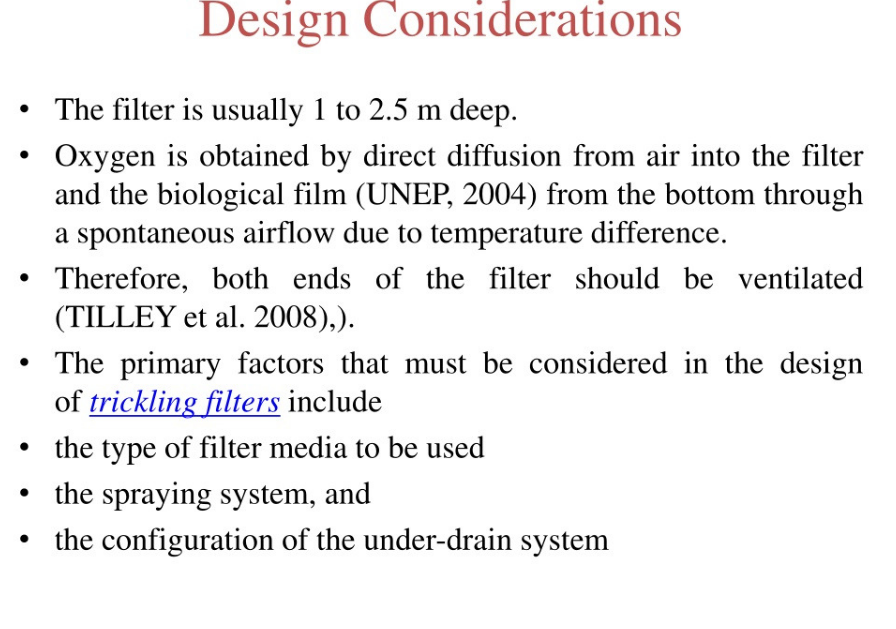 Design Considerations
• The filter is usually 1 to 2.5 m deep.
• Oxygen is obtained by direct diffusion from air into the filter
and the biological film (UNEP, 2004) from the bottom through
a spontaneous airflow due to temperature difference.
• Therefore, both ends of the filter should be ventilated
(TILLEY et al. 2008),).
• The primary factors that must be considered in the design
of trickling filters include
• the type of filter media to be used
• the spraying system, and
• the configuration of the under-drain system